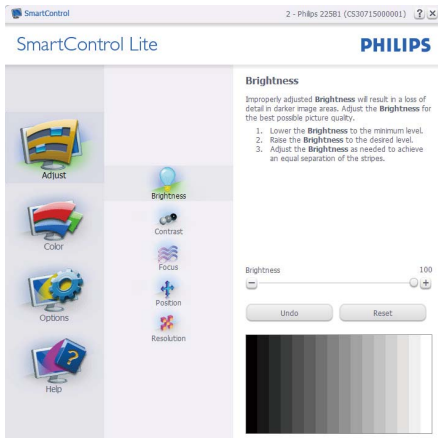 SmartControl
2 - Philips 225B1 (CS30715000001)
SmartControl Lite
PHILIPS
Adjust
Color
Options
Help
Brightness
Contrast
Focus
Position
Resolution
Brightness
Improperly adjusted Brightness will result in a loss of
detail in darker image areas. Adjust the Brightness for
the best possible picture quality.
1. Lower the Brightness to the minimum level.
2. Raise the Brightness to the desired level.
3. Adjust the Brightness as needed to achieve
an equal separation of the stripes.
Brightness 100
Undo Reset